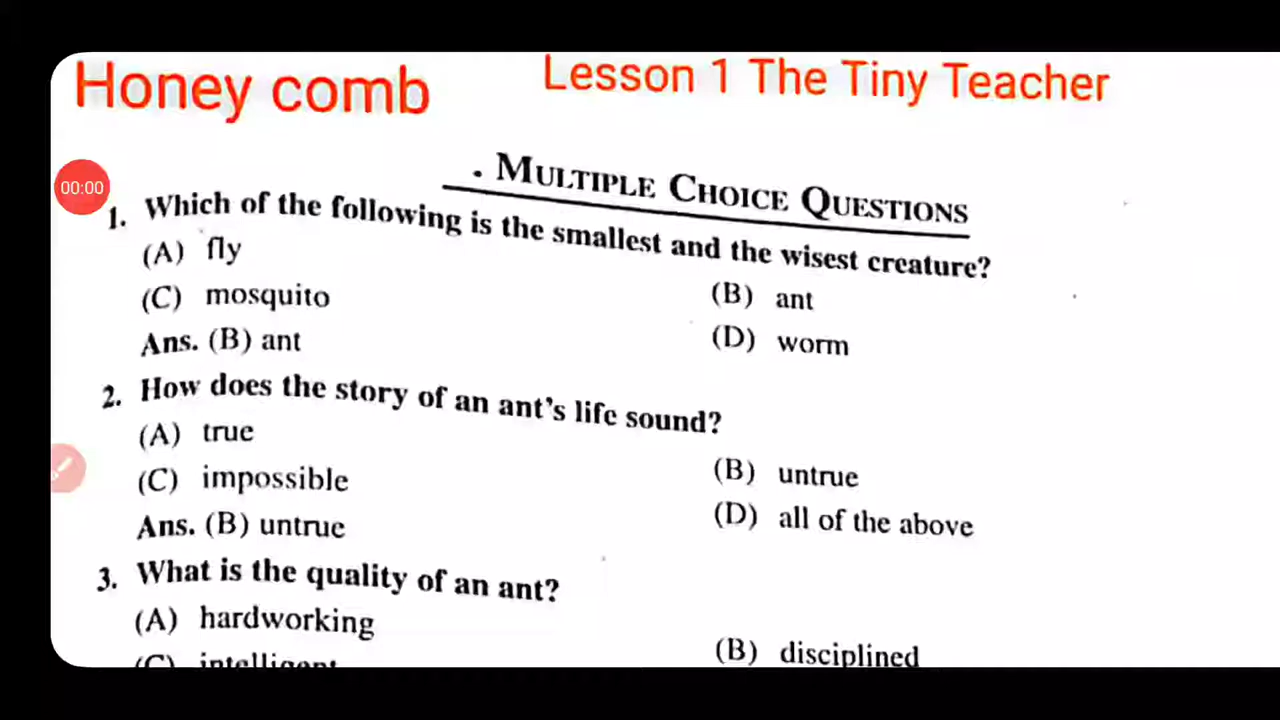 Honey comb
Lesson 1 The Tiny Teacher
. MULTIPLE CHOICE QUESTIONS
00:00
1. Which of the following is the smallest and the wisest creature?
(A) fly
(B) ant
(C) mosquito
(D) worm
Ans. (B) ant
2. How does the story of an ant's life sound?
(A) true
(B) untrue
(C) impossible
(D) all of the above
Ans. (B) untrue
3. What is the quality of an ant?
(A) hardworking
(B) disciplined
(C) intelligent